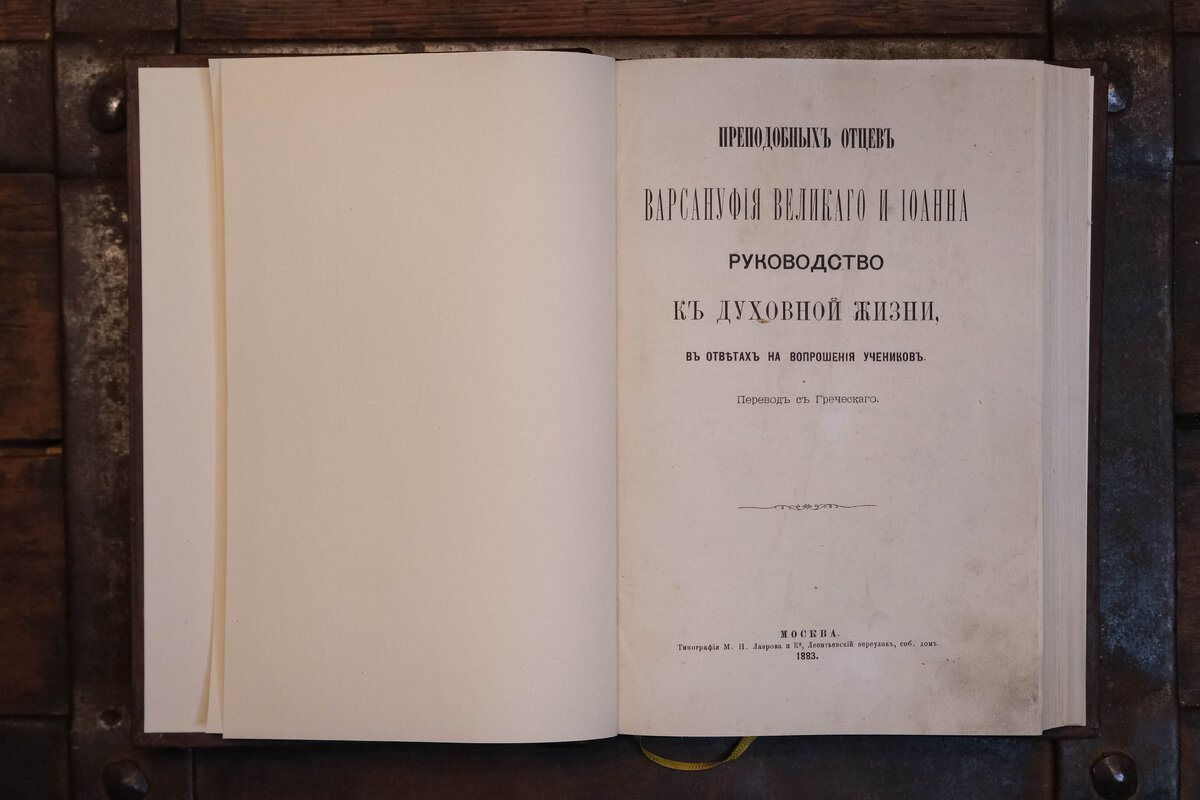 ПРЕПОДОБНЫХЪ ОТЦЕВЪ
ВАРСАНУФІЯ ВЕЛИКАГО И ІОАННА
РУКОВОДСТВО
КЪ ДУХОВНОЙ ЖИЗНИ,
ВЪ ОТВѢТАХЪ НА ВОПРОШЕНІЯ УЧЕНИКОВЪ.
Переводъ съ Греческаго.
МОСКВА.
Типографія М. Н. Лаврова и Кº, Леонтьевскій переулокъ, соб. домъ.
1883.